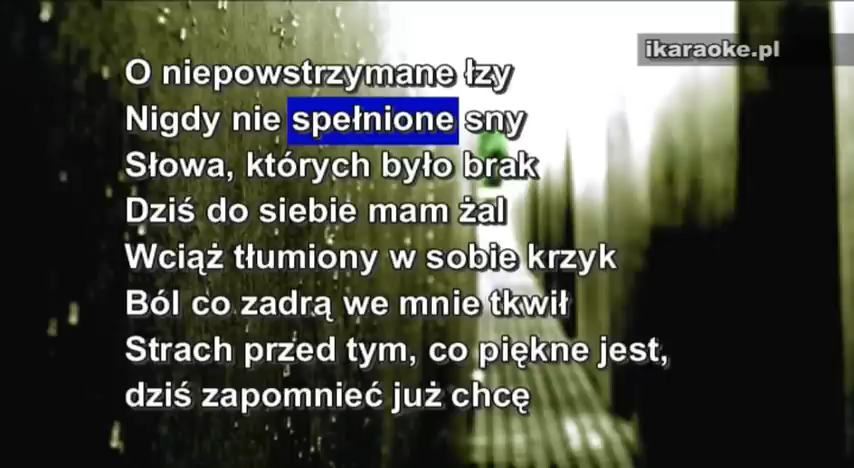 ikaraoke.pl
O niepowstrzymane łzy
Nigdy nie spełnione sny
Słowa, których było brak
Dziś do siebie mam żal
Wciąż tłumiony w sobie krzyk
Ból co zadrą we mnie tkwił
Strach przed tym, co piękne jest,
dziś zapomnieć już chcę